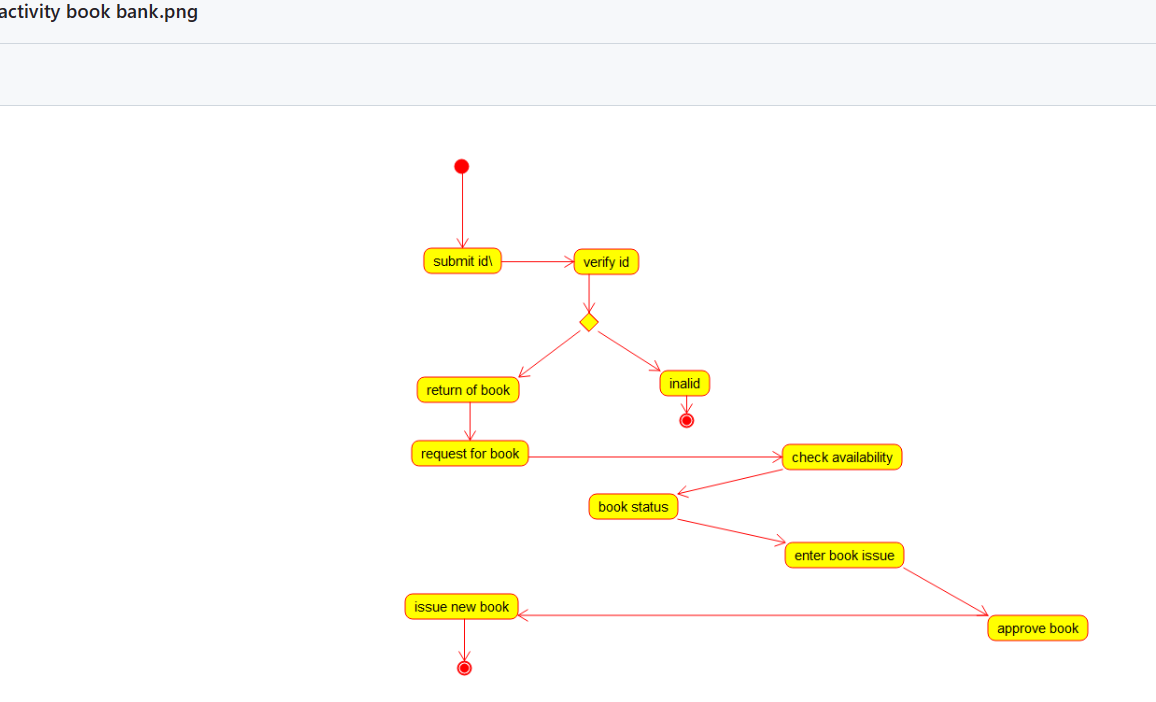 activity book bank.png
submit id\
verify id
return of book
inalid
request for book
check availability
book status
enter book issue
issue new book
approve book